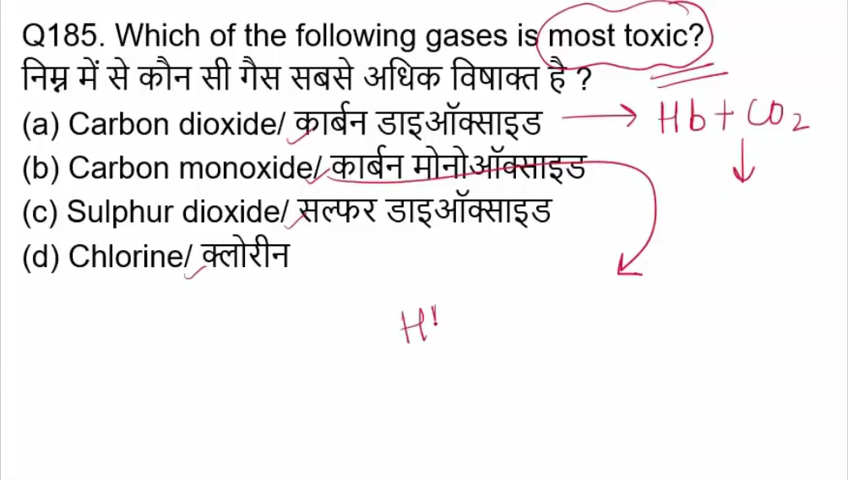 Q185. Which of the following gases is most toxic?
निम्न में से कौन सी गैस सबसे अधिक विषाक्त है ?
(a) Carbon dioxide/ कार्बन डाइऑक्साइड → Hb + CO₂
(b) Carbon monoxide/ कार्बन मोनोऑक्साइड
(c) Sulphur dioxide/ सल्फर डाइऑक्साइड
(d) Chlorine/ क्लोरीन